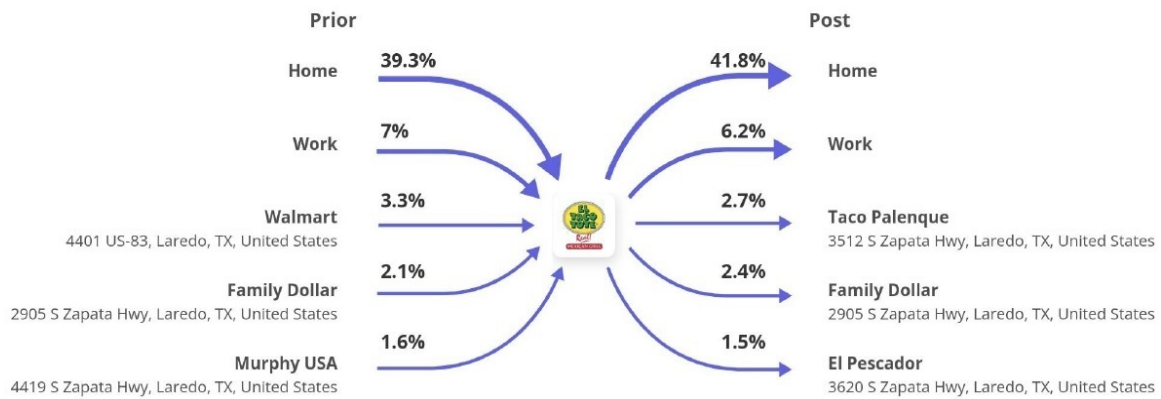 Prior
Post
39.3%
Home
41.8%
Home
7%
Work
6.2%
Work
3.3%
Walmart
4401 US-83, Laredo, TX, United States
2.7%
Taco Palenque
3512 S Zapata Hwy, Laredo, TX, United States
2.1%
Family Dollar
2905 S Zapata Hwy, Laredo, TX, United States
2.4%
Family Dollar
2905 S Zapata Hwy, Laredo, TX, United States
1.6%
Murphy USA
4419 S Zapata Hwy, Laredo, TX, United States
1.5%
El Pescador
3620 S Zapata Hwy, Laredo, TX, United States
EL
TACO
TOTE
Real
MEXICAN GRILL